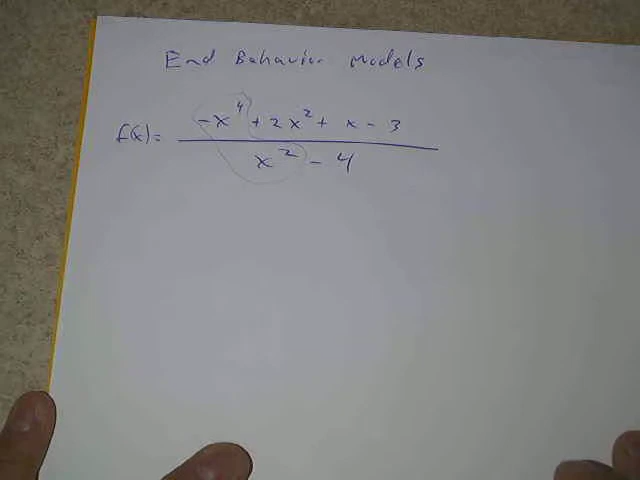 End Behavior Models
f(x) = (-x⁴ + 2x² + x - 3) / (x² - 4)